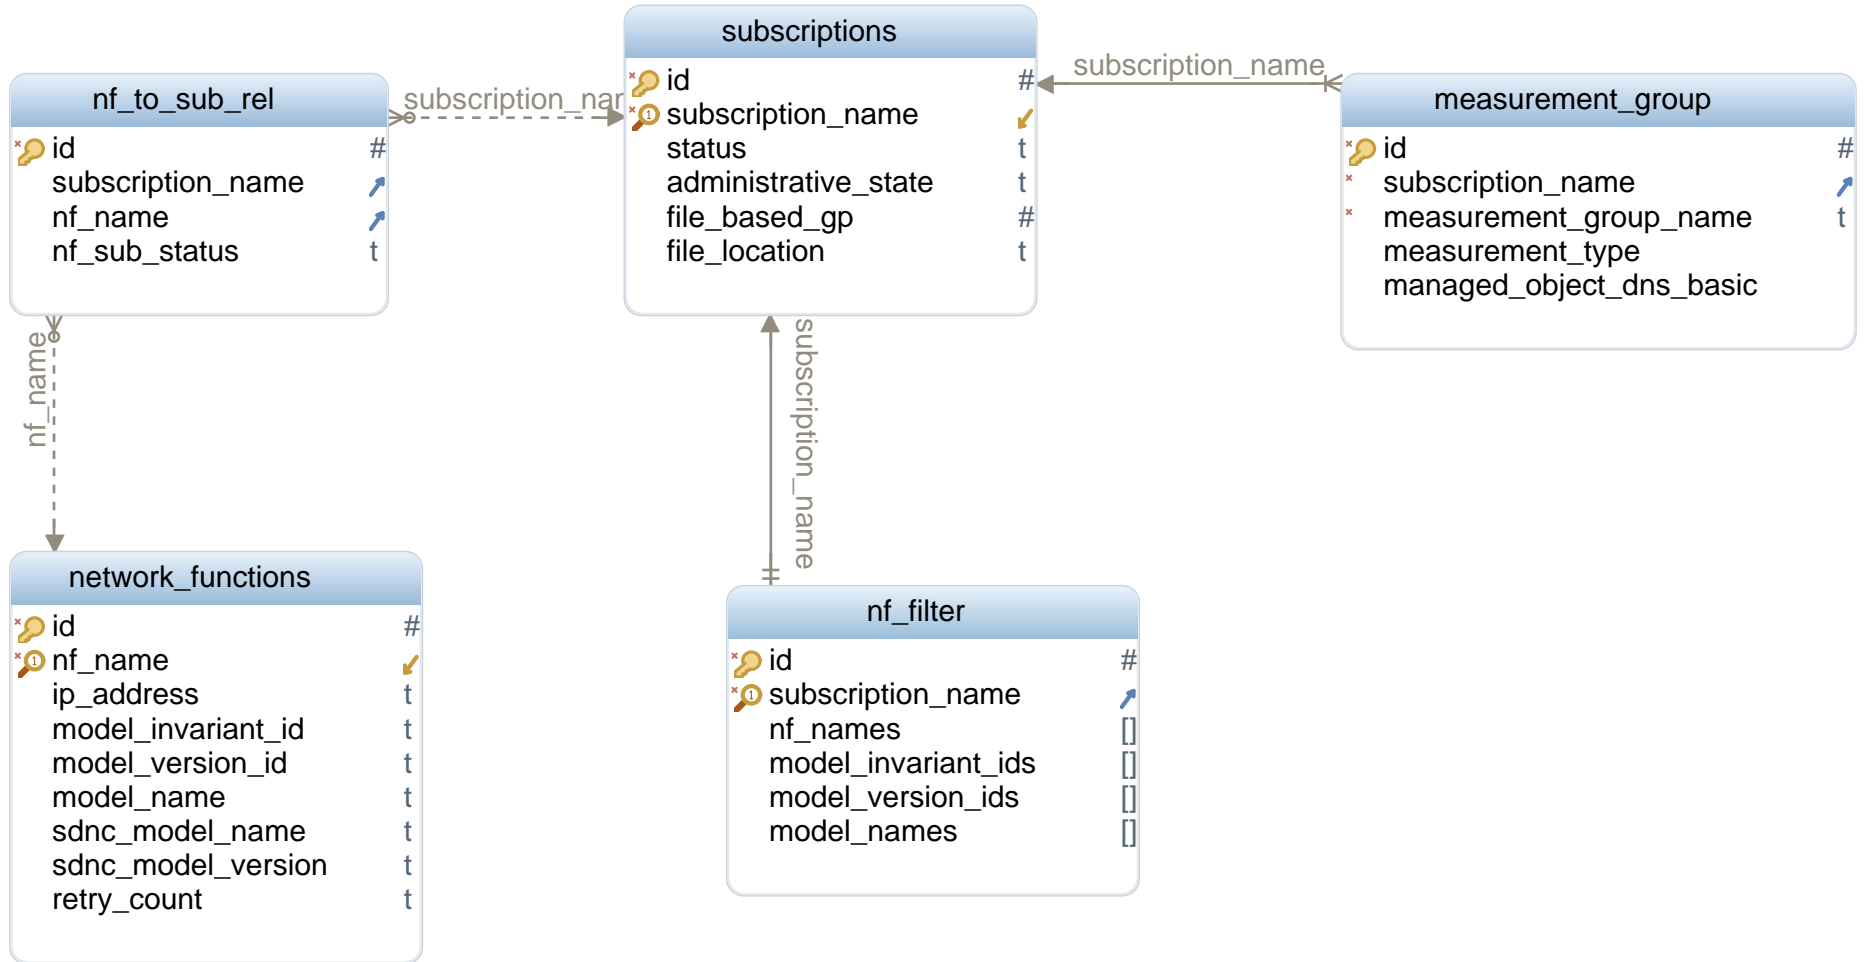 subscriptions
id #
subscription_name
status t
administrative_state t
file_based_gp #
file_location t
nf_to_sub_rel
id #
subscription_name
nf_name
nf_sub_status t
subscription_nar
subscription_name
measurement_group
id #
subscription_name
measurement_group_name t
measurement_type
managed_object_dns_basic
nf_name
subscription_name
network_functions
id #
nf_name
ip_address t
model_invariant_id t
model_version_id t
model_name t
sdnc_model_name t
sdnc_model_version t
retry_count t
nf_filter
id #
subscription_name
nf_names []
model_invariant_ids []
model_version_ids []
model_names []